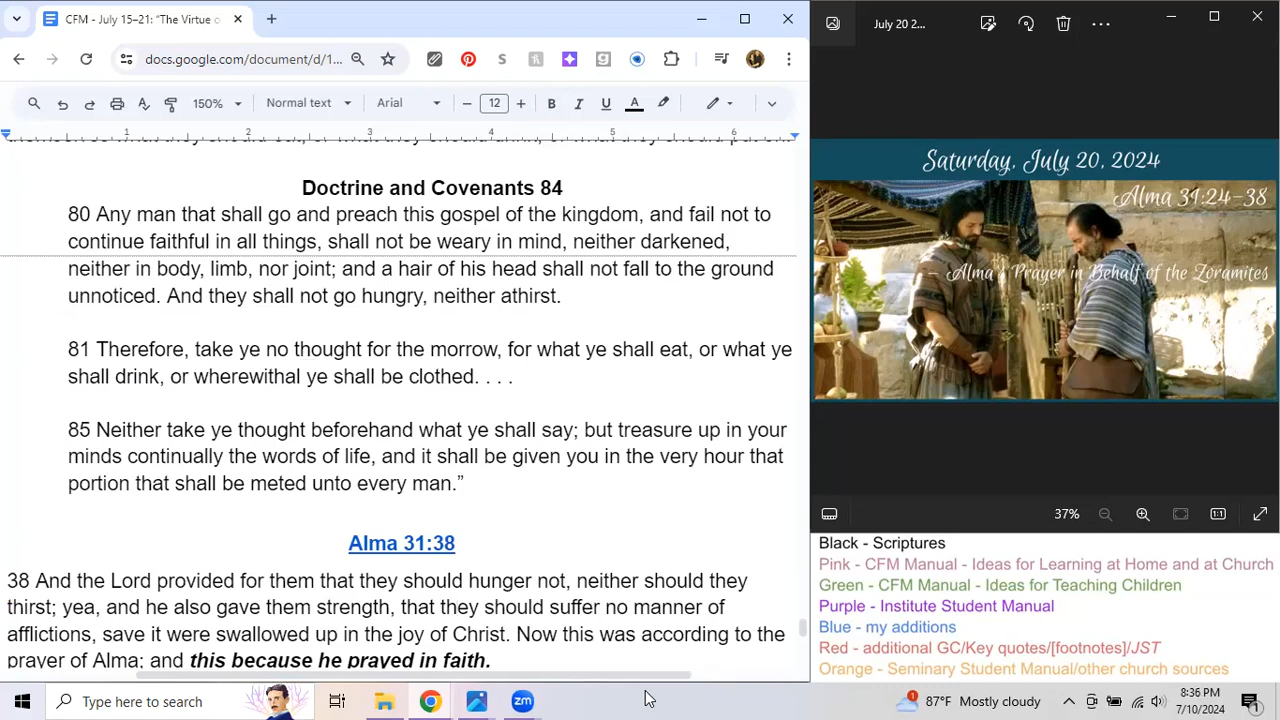 CFM - July 15–21: “The Virtue o
July 20 2...
docs.google.com/document/d/1...
150%
Normal text
Arial
12
1 2 3 4 5 6
Doctrine and Covenants 84
80 Any man that shall go and preach this gospel of the kingdom, and fail not to
continue faithful in all things, shall not be weary in mind, neither darkened,
neither in body, limb, nor joint; and a hair of his head shall not fall to the ground
unnoticed. And they shall not go hungry, neither athirst.
81 Therefore, take ye no thought for the morrow, for what ye shall eat, or what ye
shall drink, or wherewithal ye shall be clothed. . . .
85 Neither take ye thought beforehand what ye shall say; but treasure up in your
minds continually the words of life, and it shall be given you in the very hour that
portion that shall be meted unto every man.”
Alma 31:38
38 And the Lord provided for them that they should hunger not, neither should they
thirst; yea, and he also gave them strength, that they should suffer no manner of
afflictions, save it were swallowed up in the joy of Christ. Now this was according to the
prayer of Alma; and this because he prayed in faith.
Saturday, July 20, 2024
Alma 31:24–38
– Alma's Prayer in Behalf of the Zoramites
37%
Black - Scriptures
Pink - CFM Manual - Ideas for Learning at Home and at Church
Green - CFM Manual - Ideas for Teaching Children
Purple - Institute Student Manual
Blue - my additions
Red - additional GC/Key quotes/[footnotes]/JST
Orange - Seminary Student Manual/other church sources
Type here to search
zm
1
87°F Mostly cloudy
8:36 PM
7/10/2024
1